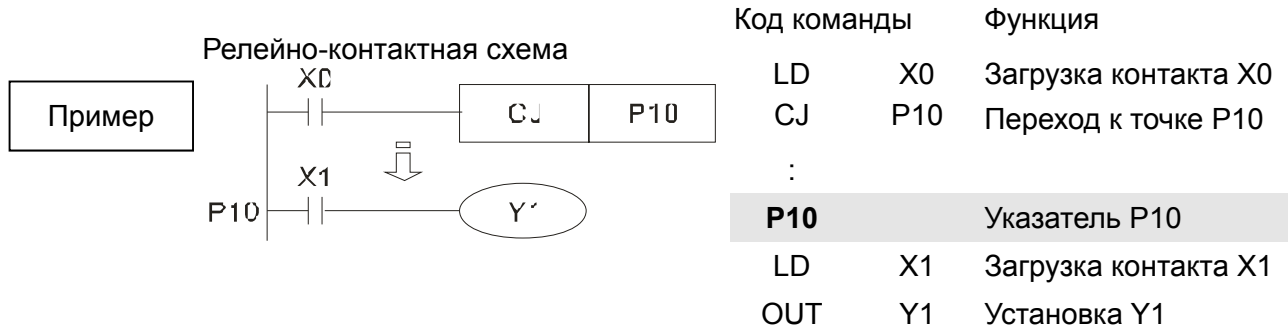 Пример
Релейно-контактная схема
X0
CJ P10
X1
P10 Y1
Код команды Функция
LD X0 Загрузка контакта X0
CJ P10 Переход к точке P10
:
P10 Указатель P10
LD X1 Загрузка контакта X1
OUT Y1 Установка Y1